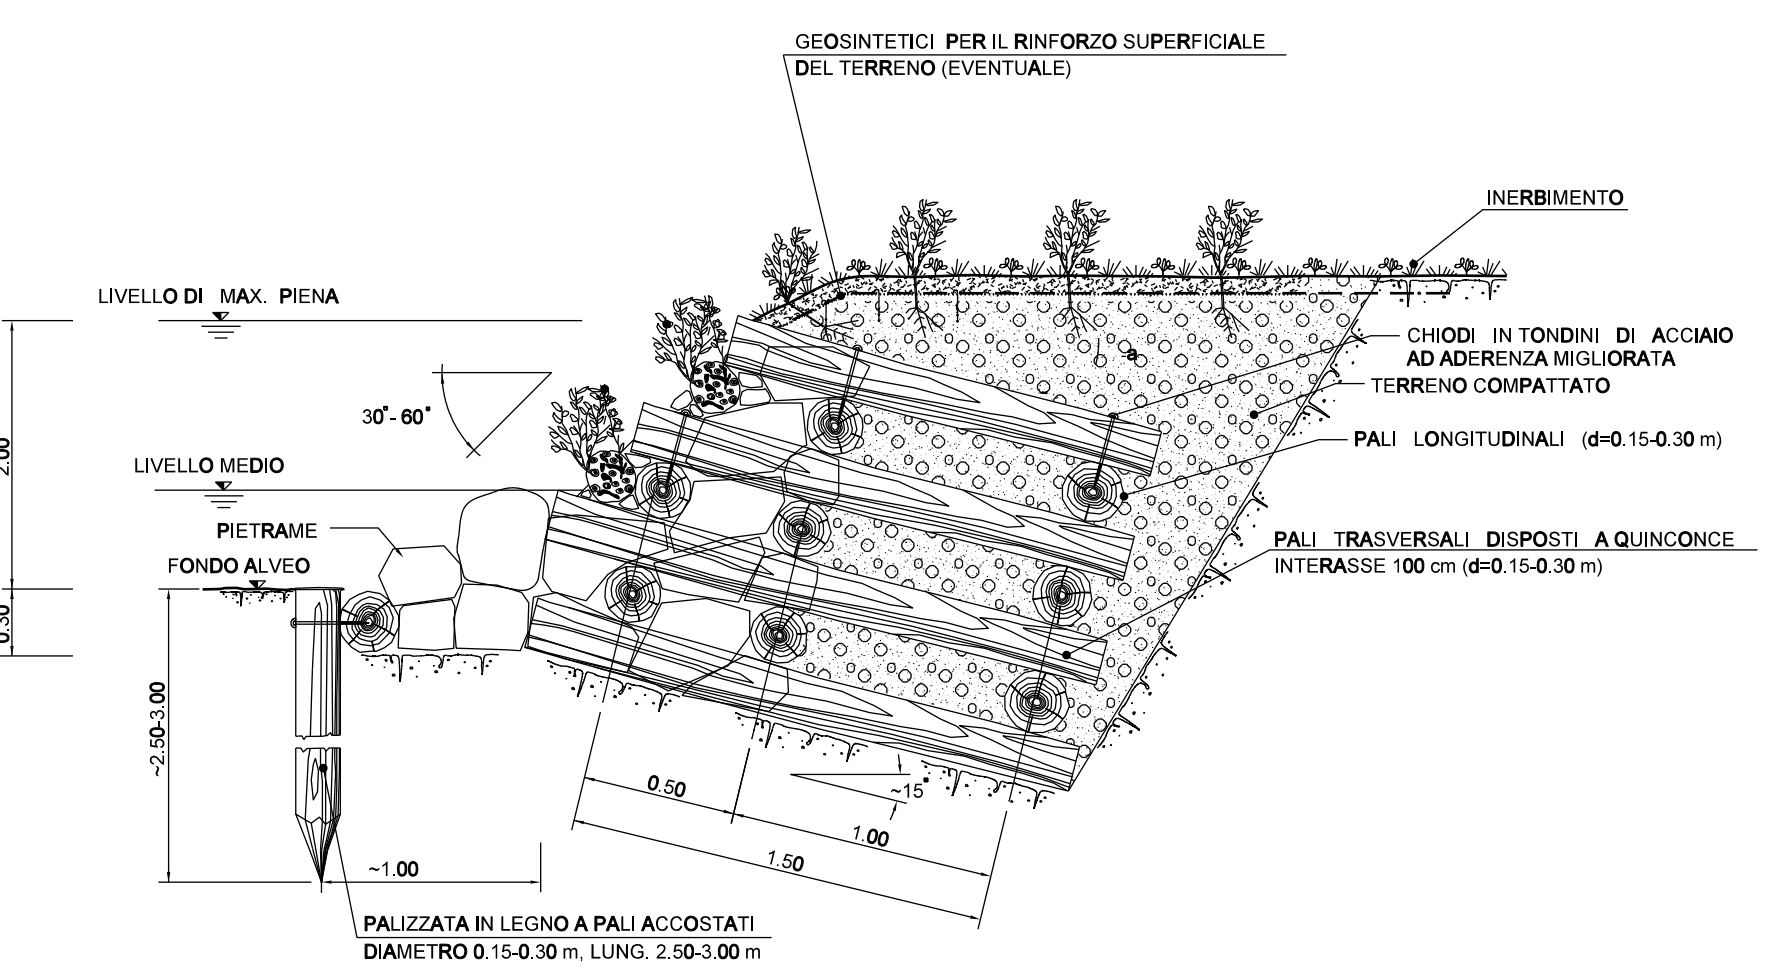 GEOSINTETICI PER IL RINFORZO SUPERFICIALE
DEL TERRENO (EVENTUALE)
INERBIMENTO
LIVELLO DI MAX. PIENA
CHIODI IN TONDINI DI ACCIAIO
AD ADERENZA MIGLIORATA
a
TERRENO COMPATTATO
30°- 60°
PALI LONGITUDINALI (d=0.15-0.30 m)
2.00
LIVELLO MEDIO
PIETRAME
PALI TRASVERSALI DISPOSTI A QUINCONCE
INTERASSE 100 cm (d=0.15-0.30 m)
FONDO ALVEO
0.30
~2.50-3.00
0.50
~15°
1.00
1.50
~1.00
PALIZZATA IN LEGNO A PALI ACCOSTATI
DIAMETRO 0.15-0.30 m, LUNG. 2.50-3.00 m